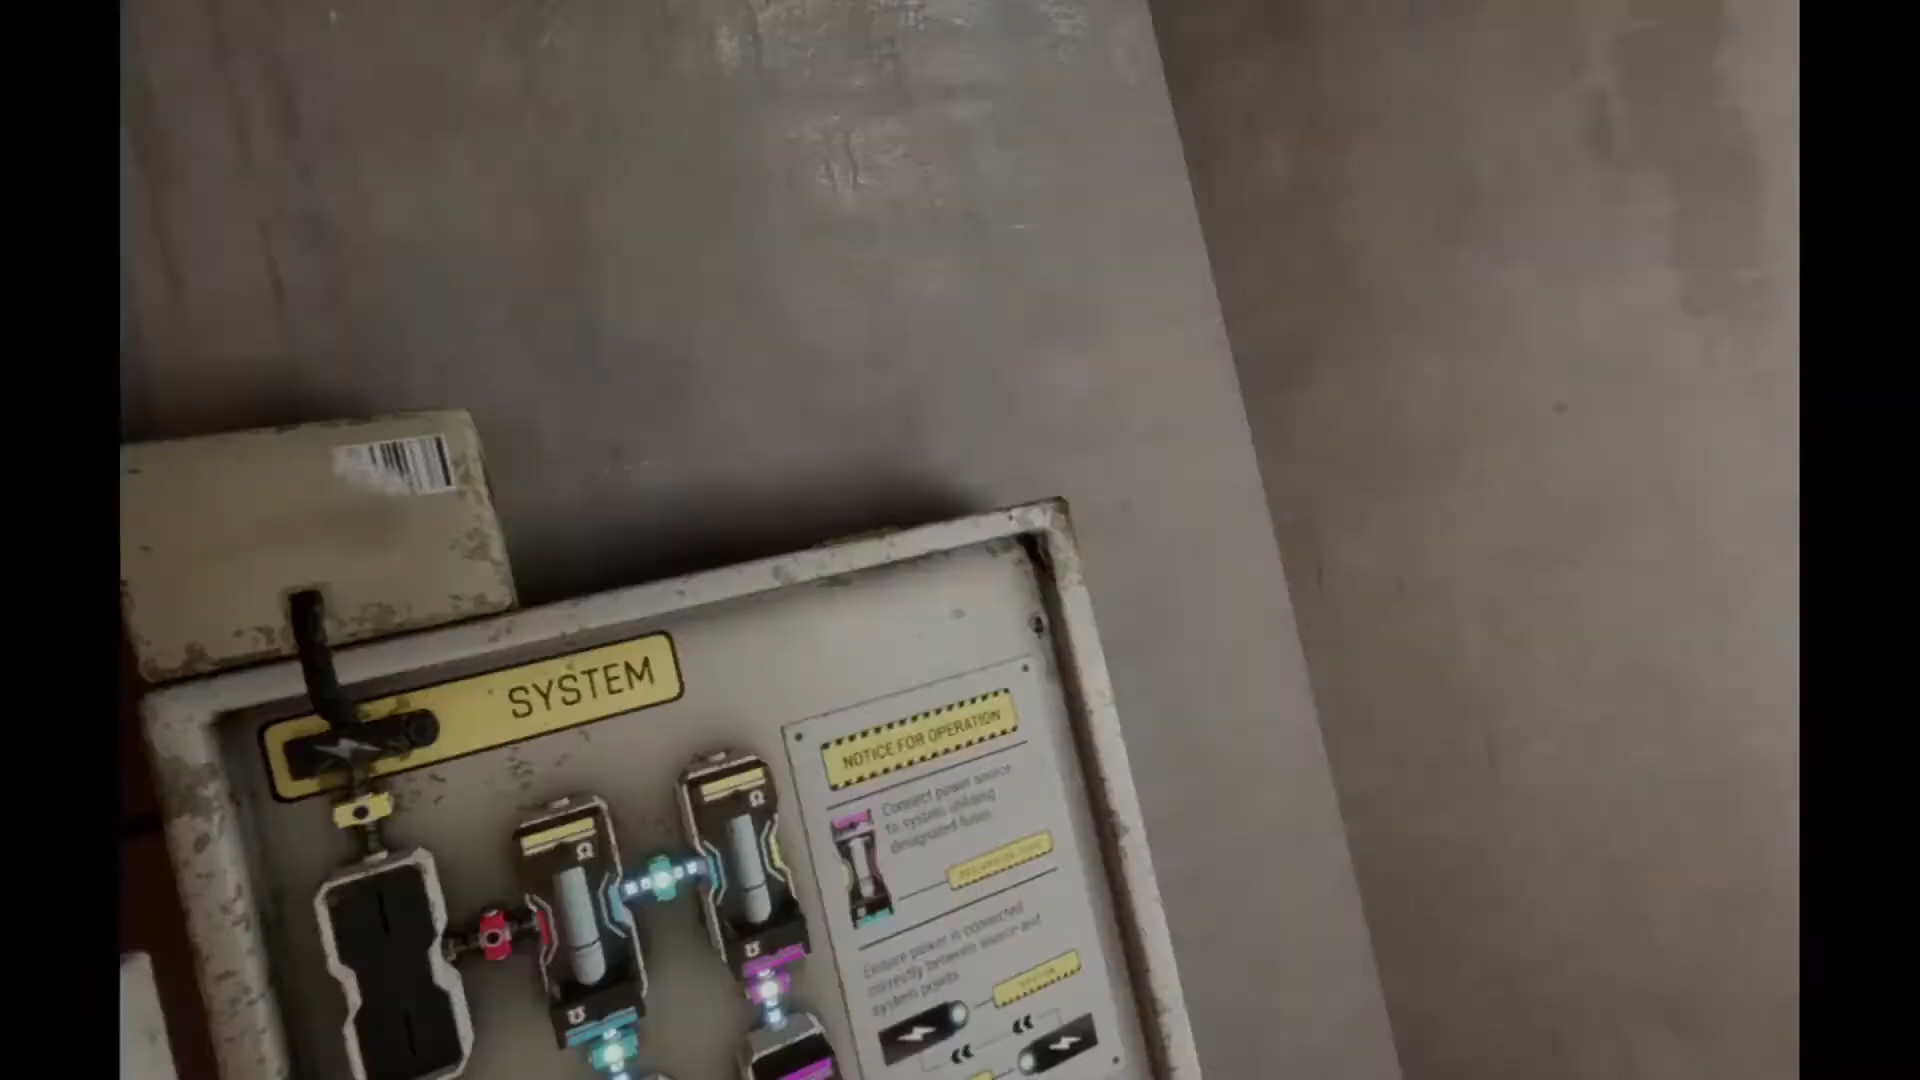 SYSTEM
NOTICE FOR OPERATION
Connect power source
to system utilizing
designated fuses
Ensure power is connected
correctly between source and
system points
Ω
Ω
Ω
Ω